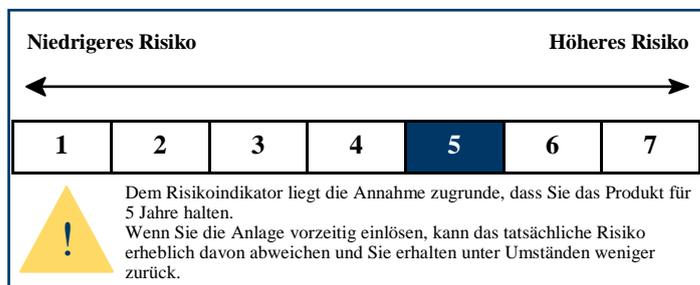 Niedrigeres Risiko Höheres Risiko
1 2 3 4 5 6 7
Dem Risikoindikator liegt die Annahme zugrunde, dass Sie das Produkt für
5 Jahre halten.
Wenn Sie die Anlage vorzeitig einlösen, kann das tatsächliche Risiko
erheblich davon abweichen und Sie erhalten unter Umständen weniger
zurück.
!